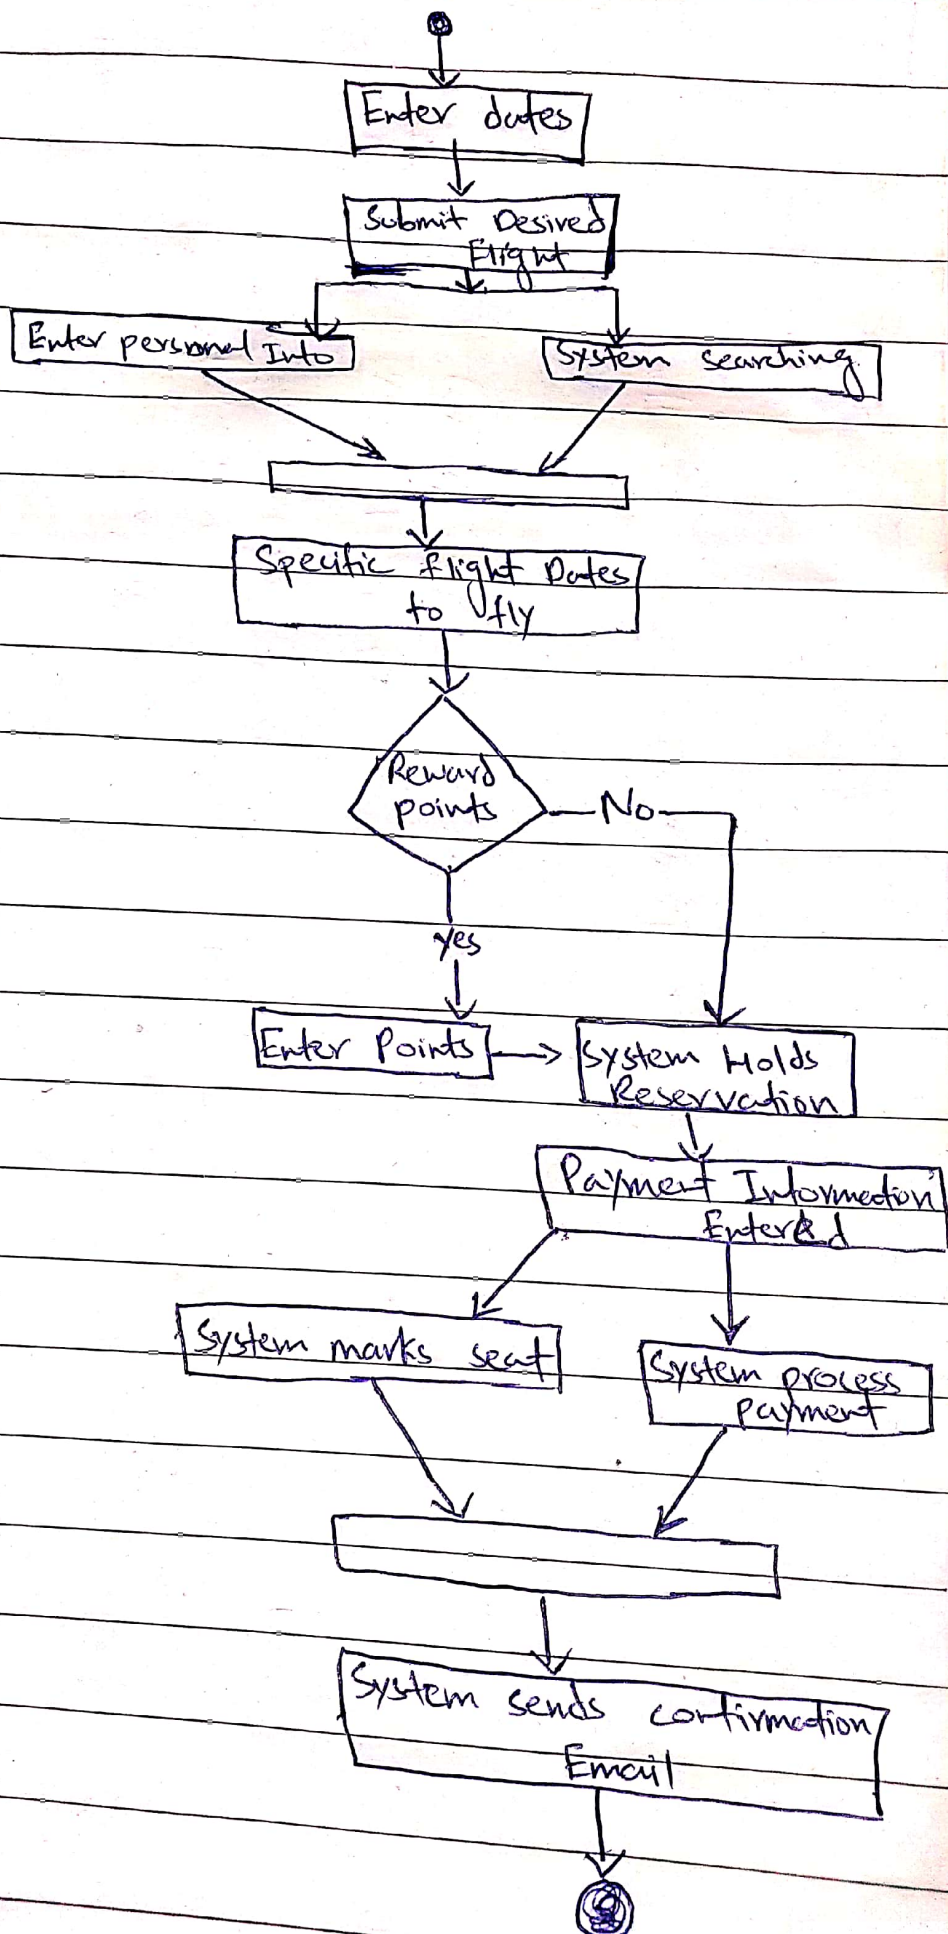 Enter dates
Submit Desired
Flight
Enter personal Info
System searching
Specific flight Dates
to fly
Reward
points
No
yes
Enter Points
System Holds
Reservation
Payment Information
Entered
System marks seat
System process
payment
System sends confirmation
Email